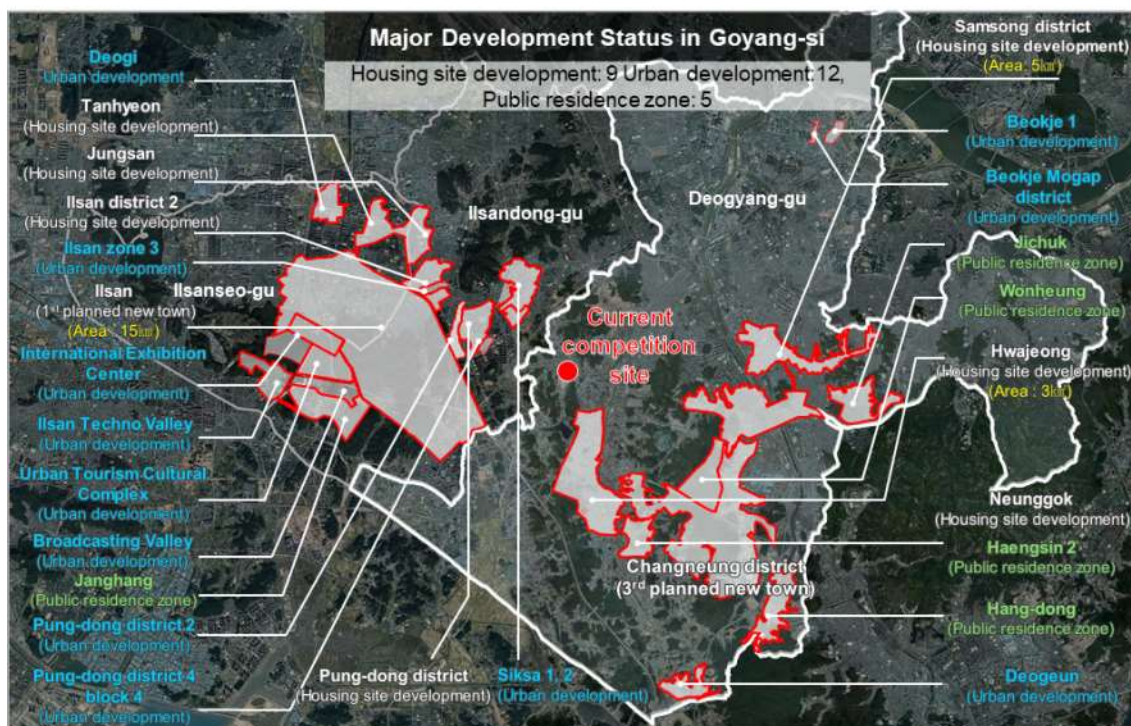 Major Development Status in Goyang-si
Housing site development: 9 Urban development: 12,
Public residence zone: 5
Deogi
(Urban development)
Tanhyeon
(Housing site development)
Jungsan
(Housing site development)
Ilsan district 2
(Housing site development)
Ilsan zone 3
(Urban development)
Ilsan
(1st planned new town)
(Area : 15㎢)
International Exhibition
Center
(Urban development)
Ilsan Techno Valley
(Urban development)
Urban Tourism Cultural
Complex
(Urban development)
Broadcasting Valley
(Urban development)
Janghang
(Public residence zone)
Pung-dong district 2
(Urban development)
Pung-dong district 4
block 4
(Urban development)
Ilsanseo-gu
Ilsandong-gu
Deogyang-gu
Current
competition
site
Changneung district
(3rd planned new town)
Pung-dong district
(Housing site development)
Siksa 1, 2
(Urban development)
Samsong district
(Housing site development)
(Area : 5㎢)
Beokje 1
(Urban development)
Beokje Mogap
district
(Urban development)
Jichuk
(Public residence zone)
Wonheung
(Public residence zone)
Hwajeong
(Housing site development)
(Area : 3㎢)
Neunggok
(Housing site development)
Haengsin 2
(Public residence zone)
Hang-dong
(Public residence zone)
Deogeun
(Urban development)